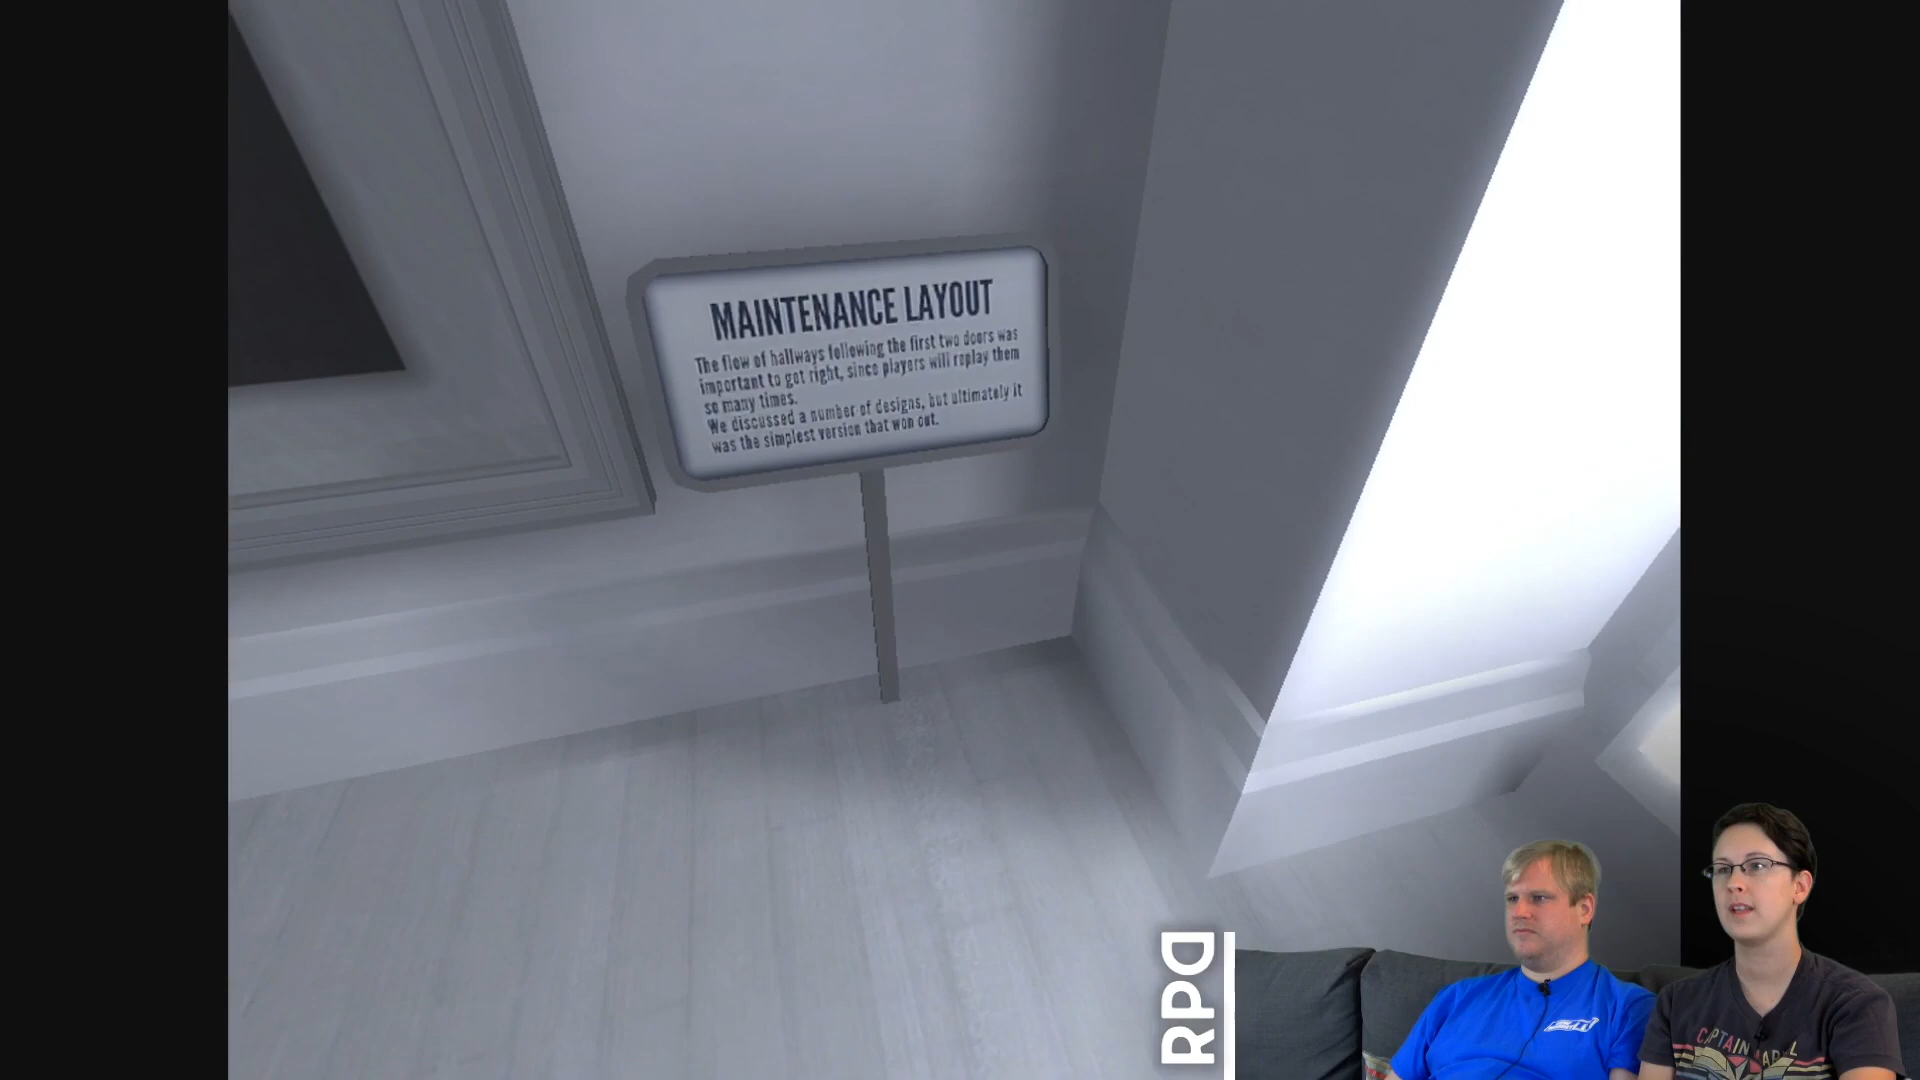 MAINTENANCE LAYOUT
The flow of hallways following the first two doors was
important to get right, since players will replay them
so many times.
We discussed a number of designs, but ultimately it
was the simplest version that won out.
RPD
CAPTAIN MARVEL